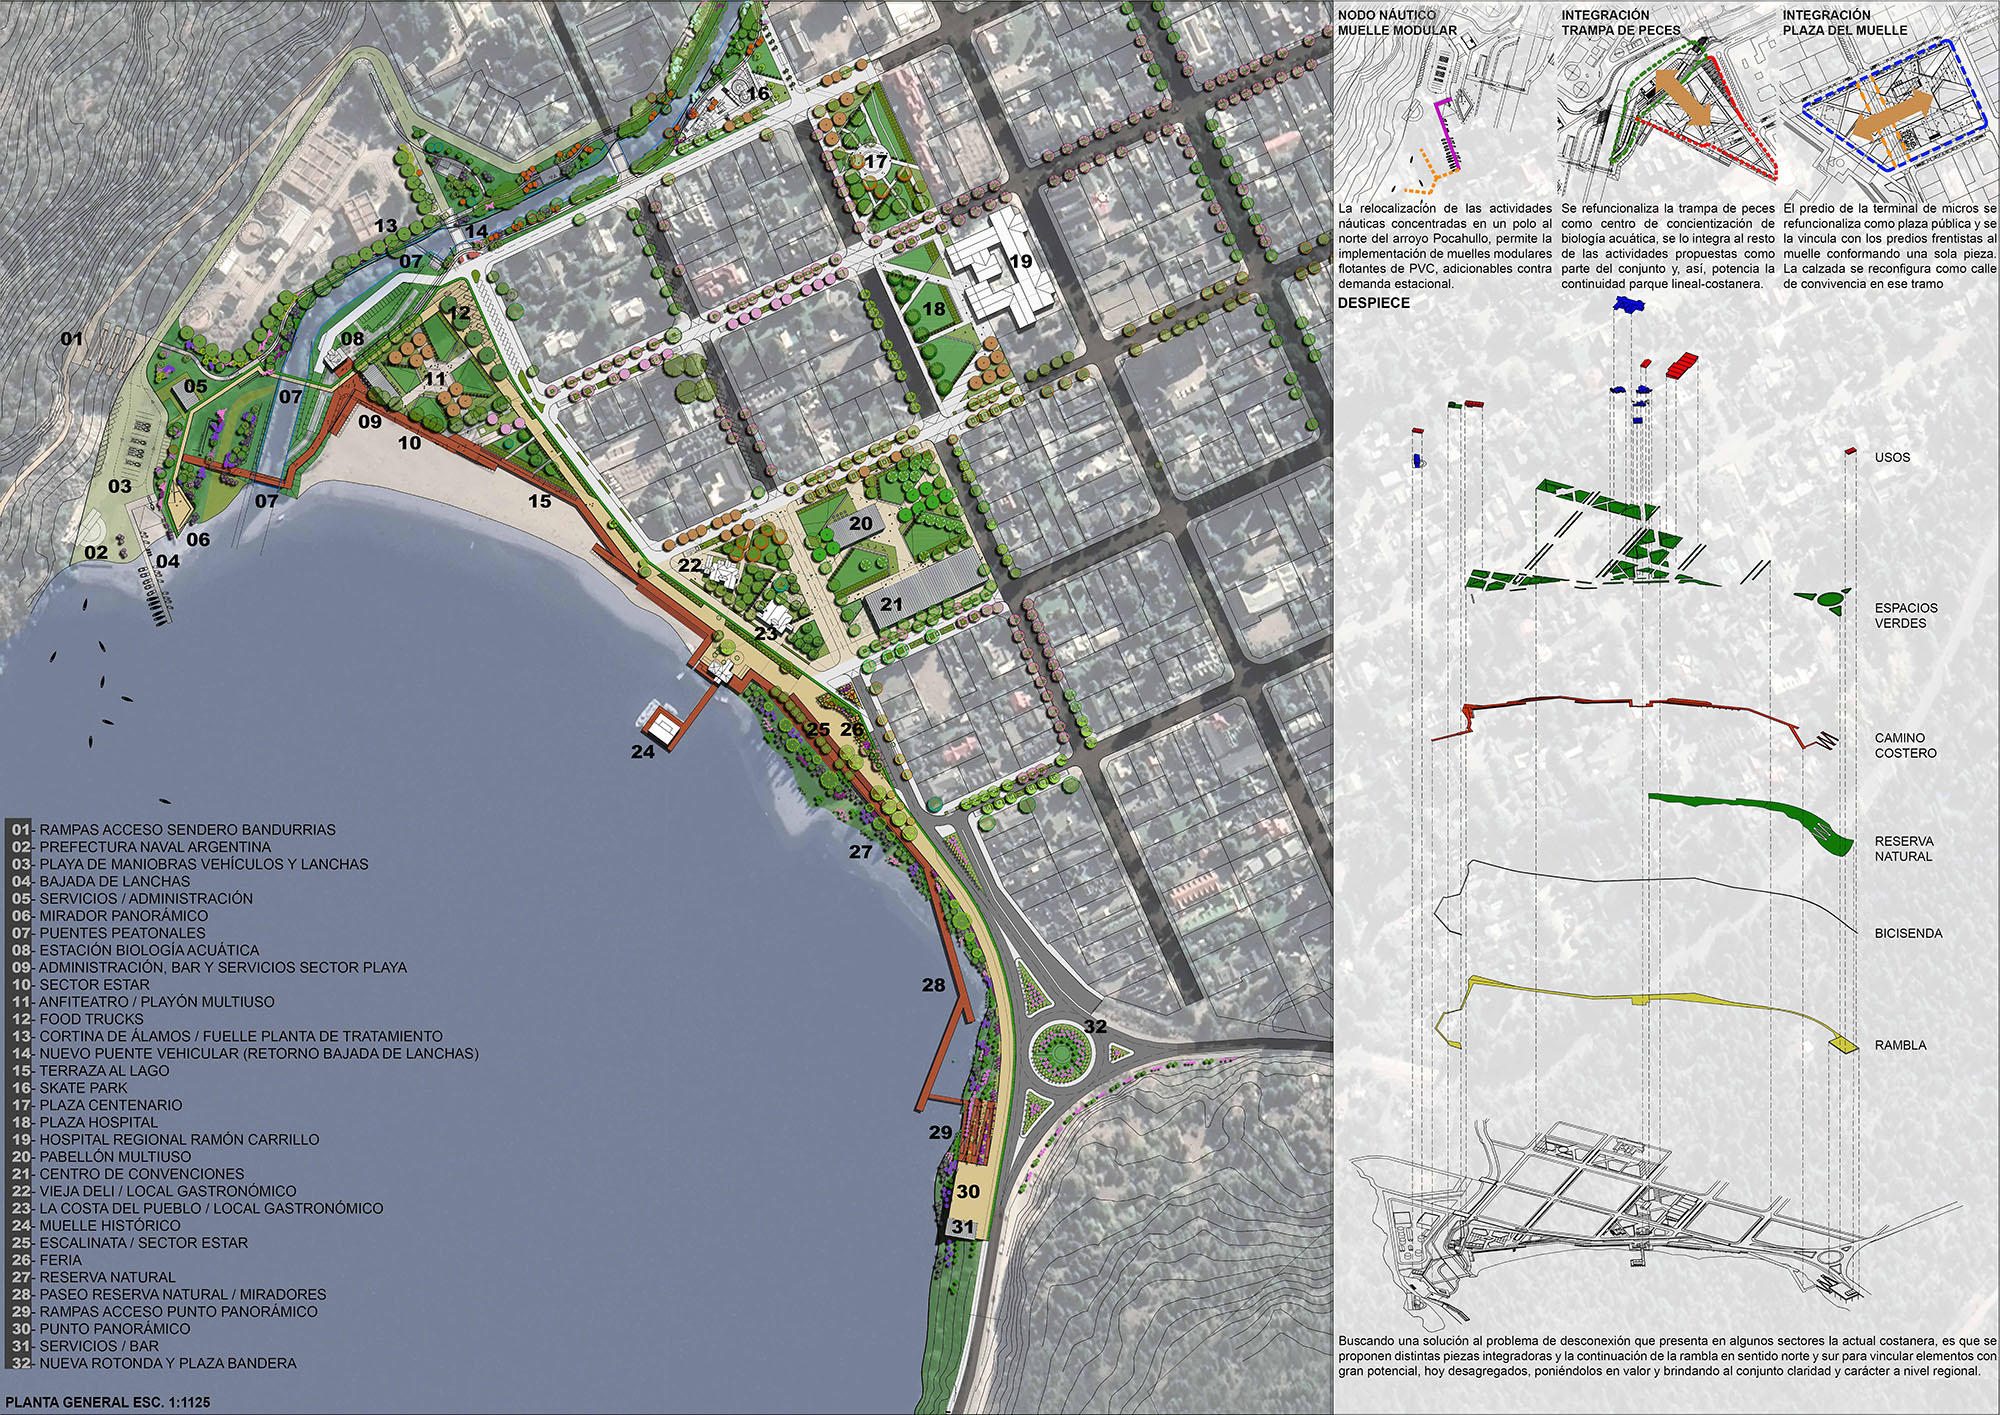 NODO NÁUTICO
MUELLE MODULAR
La relocalización de las actividades
náuticas concentradas en un polo al
norte del arroyo Pocahullo, permite la
implementación de muelles modulares
flotantes de PVC, adicionables contra
demanda estacional.
INTEGRACIÓN
TRAMPA DE PECES
Se refuncionaliza la trampa de peces
como centro de concientización de
biología acuática, se lo integra al resto
de las actividades propuestas como
parte del conjunto y, así, potencia la
continuidad parque lineal-costanera.
INTEGRACIÓN
PLAZA DEL MUELLE
El predio de la terminal de micros se
refuncionaliza como plaza pública y se
la vincula con los predios frentistas al
muelle conformando una sola pieza.
La calzada se reconfigura como calle
de convivencia en ese tramo
DESPIECE
USOS
ESPACIOS
VERDES
CAMINO
COSTERO
RESERVA
NATURAL
BICISENDA
RAMBLA
Buscando una solución al problema de desconexión que presenta en algunos sectores la actual costanera, es que se
proponen distintas piezas integradoras y la continuación de la rambla en sentido norte y sur para vincular elementos con
gran potencial, hoy desagregados, poniéndolos en valor y brindando al conjunto claridad y carácter a nivel regional.
16
17
13
14
07
19
18
12
01
08
11
05
07
09
10
03
15
07
06
02
04
20
22
21
23
24
25
26
27
28
32
29
30
31
01- RAMPAS ACCESO SENDERO BANDURRIAS
02- PREFECTURA NAVAL ARGENTINA
03- PLAYA DE MANIOBRAS VEHÍCULOS Y LANCHAS
04- BAJADA DE LANCHAS
05- SERVICIOS / ADMINISTRACIÓN
06- MIRADOR PANORÁMICO
07- PUENTES PEATONALES
08- ESTACIÓN BIOLOGÍA ACUÁTICA
09- ADMINISTRACIÓN, BAR Y SERVICIOS SECTOR PLAYA
10- SECTOR ESTAR
11- ANFITEATRO / PLAYÓN MULTIUSO
12- FOOD TRUCKS
13- CORTINA DE ÁLAMOS / FUELLE PLANTA DE TRATAMIENTO
14- NUEVO PUENTE VEHICULAR (RETORNO BAJADA DE LANCHAS)
15- TERRAZA AL LAGO
16- SKATE PARK
17- PLAZA CENTENARIO
18- PLAZA HOSPITAL
19- HOSPITAL REGIONAL RAMÓN CARRILLO
20- PABELLÓN MULTIUSO
21- CENTRO DE CONVENCIONES
22- VIEJA DELI / LOCAL GASTRONÓMICO
23- LA COSTA DEL PUEBLO / LOCAL GASTRONÓMICO
24- MUELLE HISTÓRICO
25- ESCALINATA / SECTOR ESTAR
26- FERIA
27- RESERVA NATURAL
28- PASEO RESERVA NATURAL / MIRADORES
29- RAMPAS ACCESO PUNTO PANORÁMICO
30- PUNTO PANORÁMICO
31- SERVICIOS / BAR
32- NUEVA ROTONDA Y PLAZA BANDERA
PLANTA GENERAL ESC. 1:1125